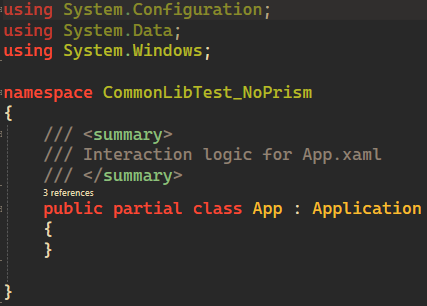 using System.Configuration;
using System.Data;
using System.Windows;
namespace CommonLibTest_NoPrism
{
/// <summary>
/// Interaction logic for App.xaml
/// </summary>
3 references
public partial class App : Application
{
}
}